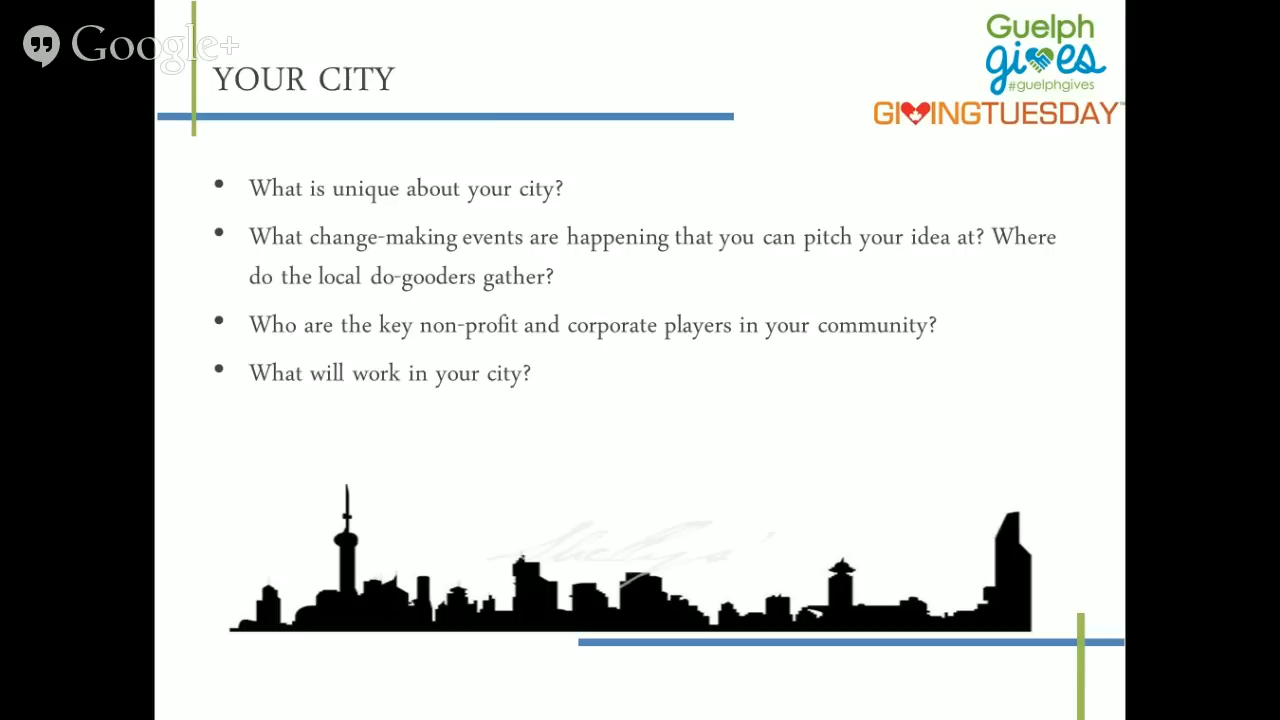 Google+
YOUR CITY
Guelph
gives
#guelphgives
GIVINGTUESDAY™
• What is unique about your city?
• What change-making events are happening that you can pitch your idea at? Where
do the local do-gooders gather?
• Who are the key non-profit and corporate players in your community?
• What will work in your city?